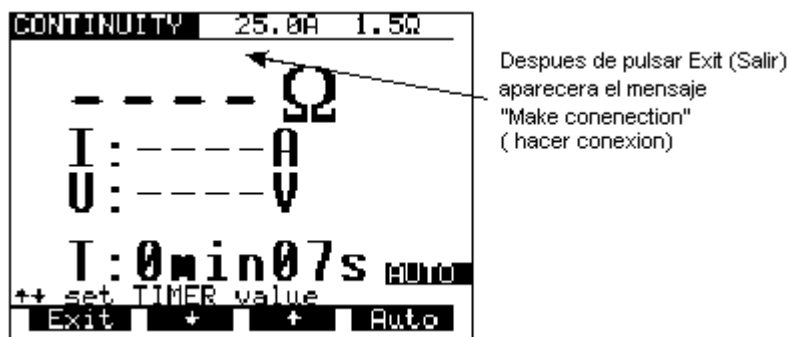 CONTINUITY 25.0A 1.5Ω
---- Ω
I:----A
U:----V
T:0min07s AUTO
↑↓ set TIMER value
Exit ↓ ↑ Auto
Despues de pulsar Exit (Salir)
aparecera el mensaje
"Make conenection"
( hacer conexion)